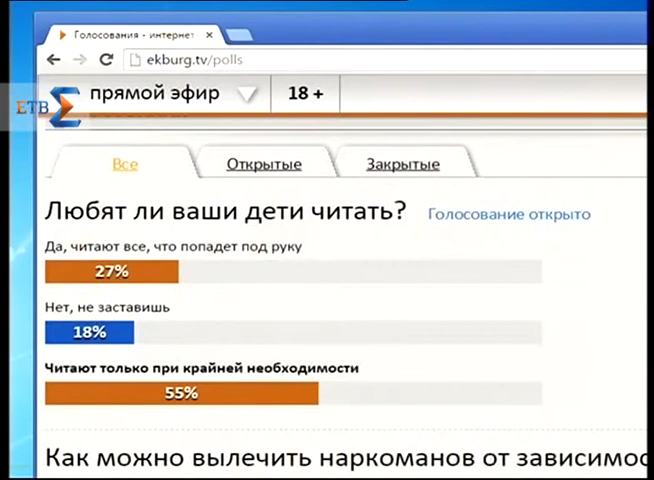 Голосования - интернет
ekburg.tv/polls
ЕТВ
прямой эфир
18 +
Все
Открытые
Закрытые
Любят ли ваши дети читать?
Голосование открыто
Да, читают все, что попадет под руку
27%
Нет, не заставишь
18%
Читают только при крайней необходимости
55%
Как можно вылечить наркоманов от зависимос